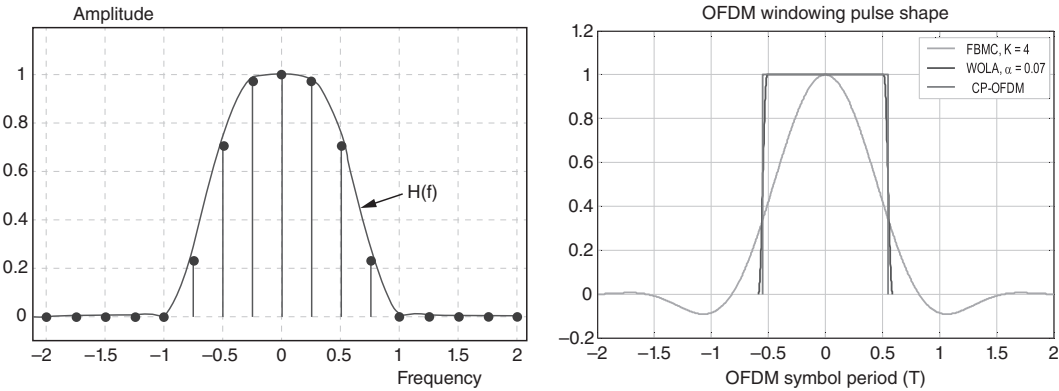 Amplitude
1
0.8
0.6
0.4
0.2
0
H(f)
−2 −1.5 −1 −0.5 0 0.5 1 1.5 2
Frequency
OFDM windowing pulse shape
1.2
1
0.8
0.6
0.4
0.2
0
−0.2
FBMC, K = 4
WOLA, α = 0.07
CP-OFDM
−2 −1.5 −1 −0.5 0 0.5 1 1.5 2
OFDM symbol period (T)